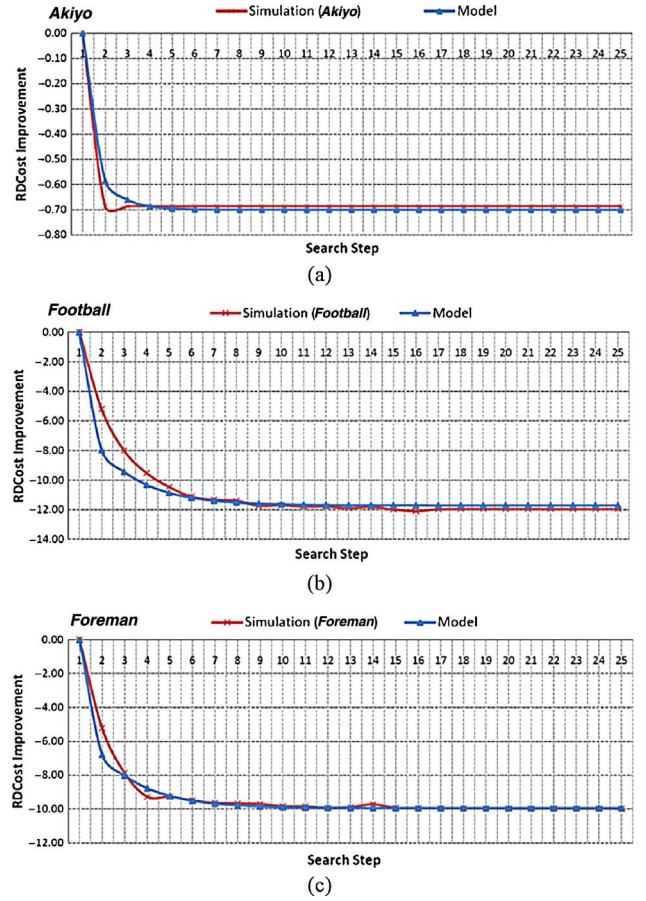 Akiyo
Simulation (Akiyo) Model
0.00
1 2 3 4 5 6 7 8 9 10 11 12 13 14 15 16 17 18 19 20 21 22 23 24 25
−0.10
−0.20
−0.30
−0.40
−0.50
−0.60
−0.70
−0.80
RDCost Improvement
Search Step
(a)
Football
Simulation (Football) Model
0.00
1 2 3 4 5 6 7 8 9 10 11 12 13 14 15 16 17 18 19 20 21 22 23 24 25
−2.00
−4.00
−6.00
−8.00
−10.00
−12.00
−14.00
RDCost Improvement
Search Step
(b)
Foreman
Simulation (Foreman) Model
0.00
1 2 3 4 5 6 7 8 9 10 11 12 13 14 15 16 17 18 19 20 21 22 23 24 25
−2.00
−4.00
−6.00
−8.00
−10.00
−12.00
RDCost Improvement
Search Step
(c)